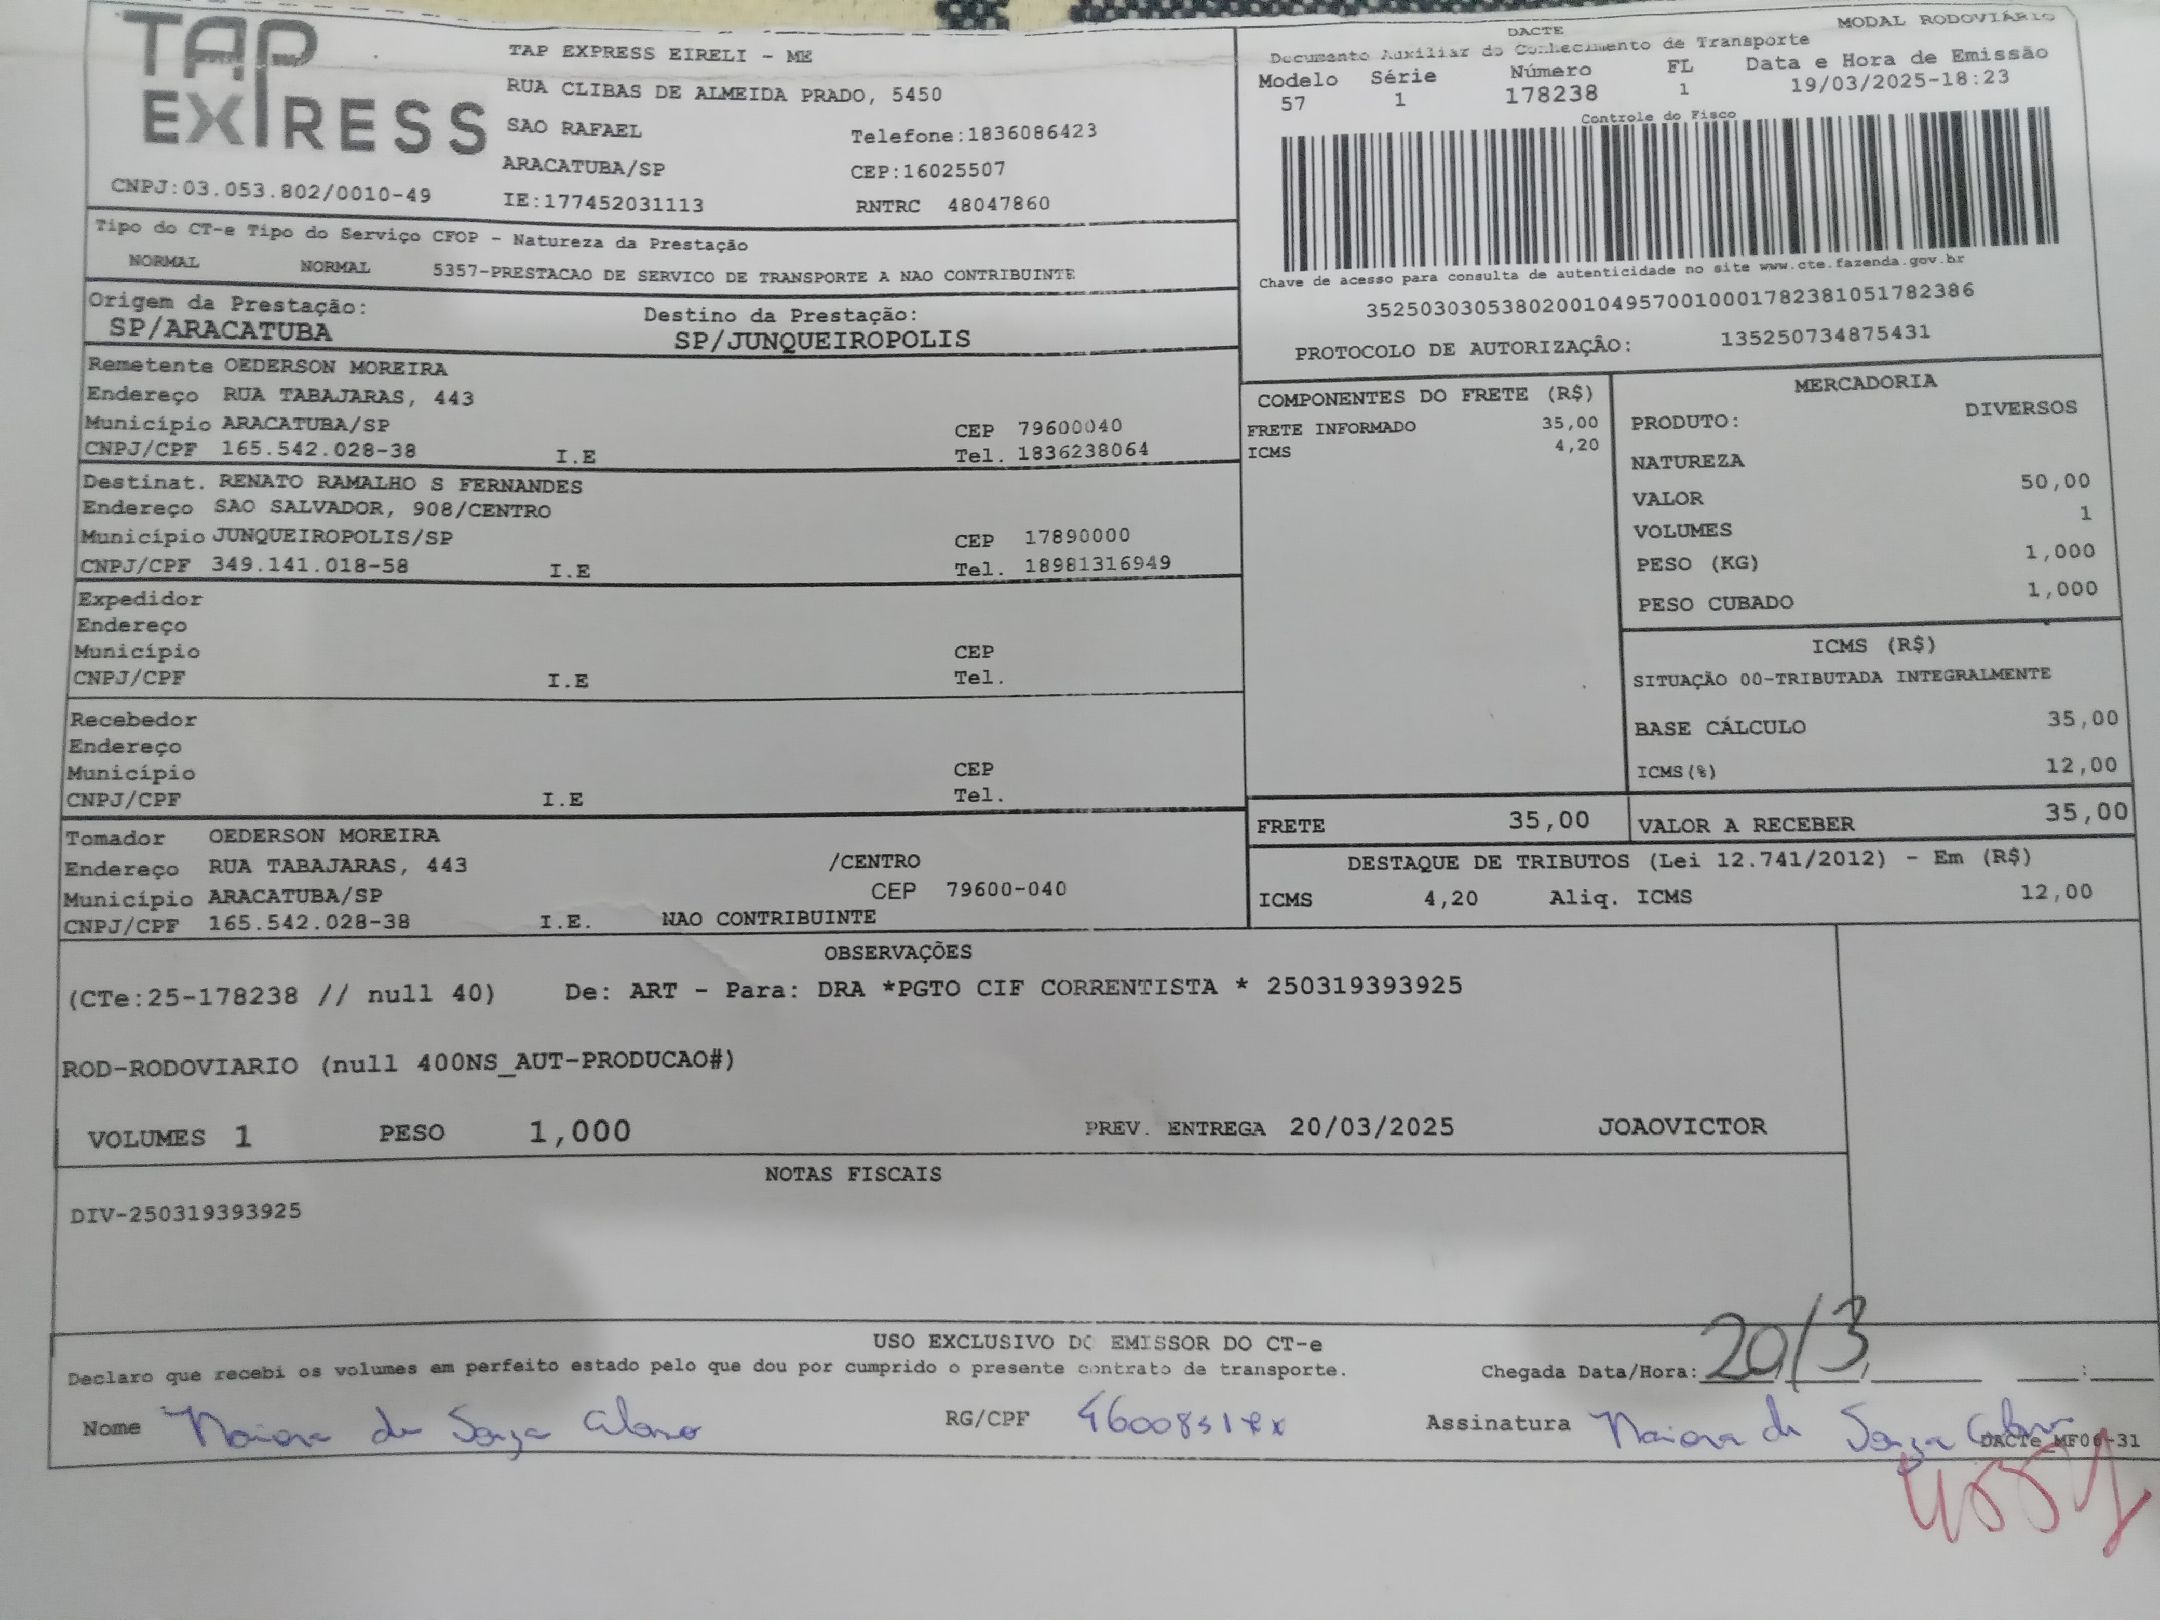 TAP
EXPRESS
CNPJ:03.053.802/0010-49
TAP EXPRESS EIRELI - ME
RUA CLIBAS DE ALMEIDA PRADO, 5450
SAO RAFAEL Telefone:1836086423
ARACATUBA/SP CEP:16025507
IE:177452031113 RNTRC 48047860
DACTE MODAL RODOVIÁRIO
Documento Auxiliar do Conhecimento de Transporte
Modelo Série Número FL Data e Hora de Emissão
57 1 178238 1 19/03/2025-18:23
Controle do Fisco
Chave de acesso para consulta de autenticidade no site www.cte.fazenda.gov.br
35250303053802001049570010001782381051782386
PROTOCOLO DE AUTORIZAÇÃO: 135250734875431
Tipo do CT-e Tipo do Serviço CFOP - Natureza da Prestação
NORMAL NORMAL 5357-PRESTACAO DE SERVICO DE TRANSPORTE A NAO CONTRIBUINTE
Origem da Prestação: Destino da Prestação:
SP/ARACATUBA SP/JUNQUEIROPOLIS
Remetente OEDERSON MOREIRA
Endereço RUA TABAJARAS, 443
Município ARACATUBA/SP CEP 79600040
CNPJ/CPF 165.542.028-38 I.E Tel. 1836238064
Destinat. RENATO RAMALHO S FERNANDES
Endereço SAO SALVADOR, 908/CENTRO
Município JUNQUEIROPOLIS/SP CEP 17890000
CNPJ/CPF 349.141.018-58 I.E Tel. 18981316949
Expedidor
Endereço
Município CEP
CNPJ/CPF I.E Tel.
Recebedor
Endereço
Município CEP
CNPJ/CPF I.E Tel.
Tomador OEDERSON MOREIRA
Endereço RUA TABAJARAS, 443 /CENTRO
Município ARACATUBA/SP CEP 79600-040
CNPJ/CPF 165.542.028-38 I.E. NAO CONTRIBUINTE
COMPONENTES DO FRETE (R$)
FRETE INFORMADO 35,00
ICMS 4,20
MERCADORIA
PRODUTO: DIVERSOS
NATUREZA
VALOR 50,00
VOLUMES 1
PESO (KG) 1,000
PESO CUBADO 1,000
ICMS (R$)
SITUAÇÃO 00-TRIBUTADA INTEGRALMENTE
BASE CÁLCULO 35,00
ICMS(%) 12,00
FRETE 35,00 VALOR A RECEBER 35,00
DESTAQUE DE TRIBUTOS (Lei 12.741/2012) - Em (R$)
ICMS 4,20 Aliq. ICMS 12,00
OBSERVAÇÕES
(CTe:25-178238 // null 40) De: ART - Para: DRA *PGTO CIF CORRENTISTA * 250319393925
ROD-RODOVIARIO (null 400NS_AUT-PRODUCAO#)
VOLUMES 1 PESO 1,000 PREV. ENTREGA 20/03/2025 JOAOVICTOR
NOTAS FISCAIS
DIV-250319393925
USO EXCLUSIVO DO EMISSOR DO CT-e
Declaro que recebi os volumes em perfeito estado pelo que dou por cumprido o presente contrato de transporte. Chegada Data/Hora: 20/3
Nome de Souza RG/CPF Assinatura de Souza
DACTe_MF06-31